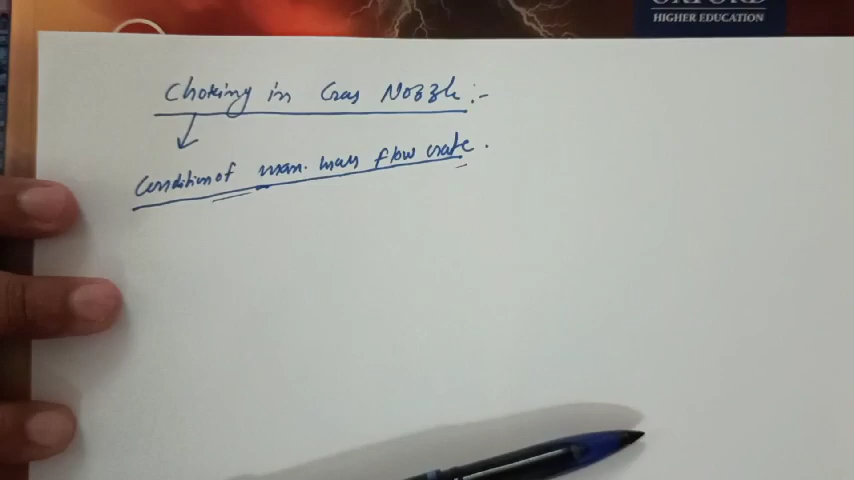 OXFORD
HIGHER EDUCATION
Choking in Gas Nozzle :-
Condition of max. mass flow rate.